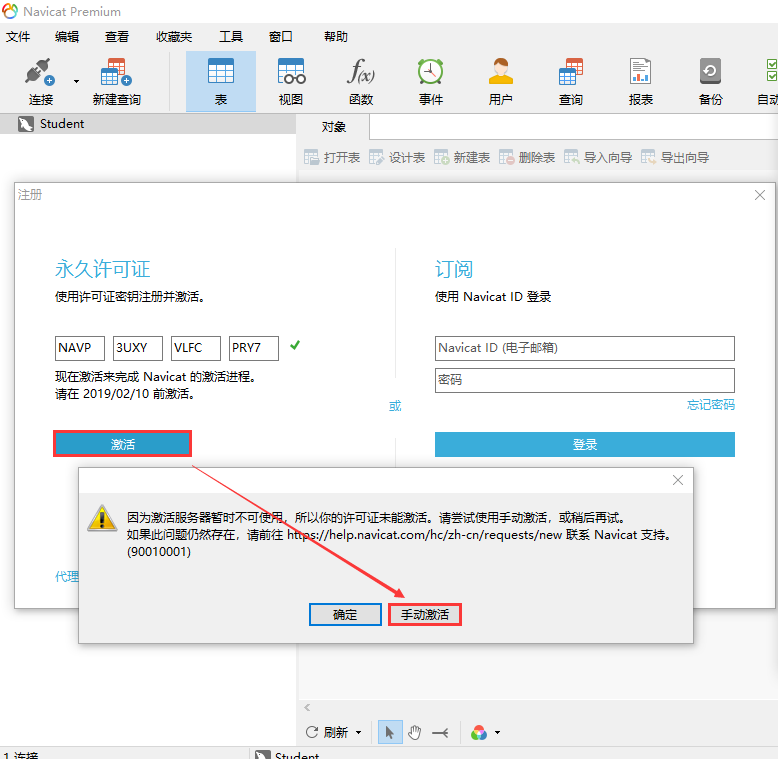 Navicat Premium
文件 编辑 查看 收藏夹 工具 窗口 帮助
f(x)
连接 新建查询 表 视图 函数 事件 用户 查询 报表 备份 自动
Student
对象
打开表 设计表 新建表 删除表 导入向导 导出向导
注册
永久许可证
使用许可证密钥注册并激活。
NAVP 3UXY VLFC PRY7
现在激活来完成 Navicat 的激活进程。
请在 2019/02/10 前激活。
激活
或
订阅
使用 Navicat ID 登录
Navicat ID (电子邮箱)
密码
忘记密码
登录
因为激活服务器暂时不可使用，所以你的许可证未能激活。请尝试使用手动激活，或稍后再试。
如果此问题仍然存在，请前往 https://help.navicat.com/hc/zh-cn/requests/new 联系 Navicat 支持。
(90010001)
确定 手动激活
代理
刷新
1 连接 Student